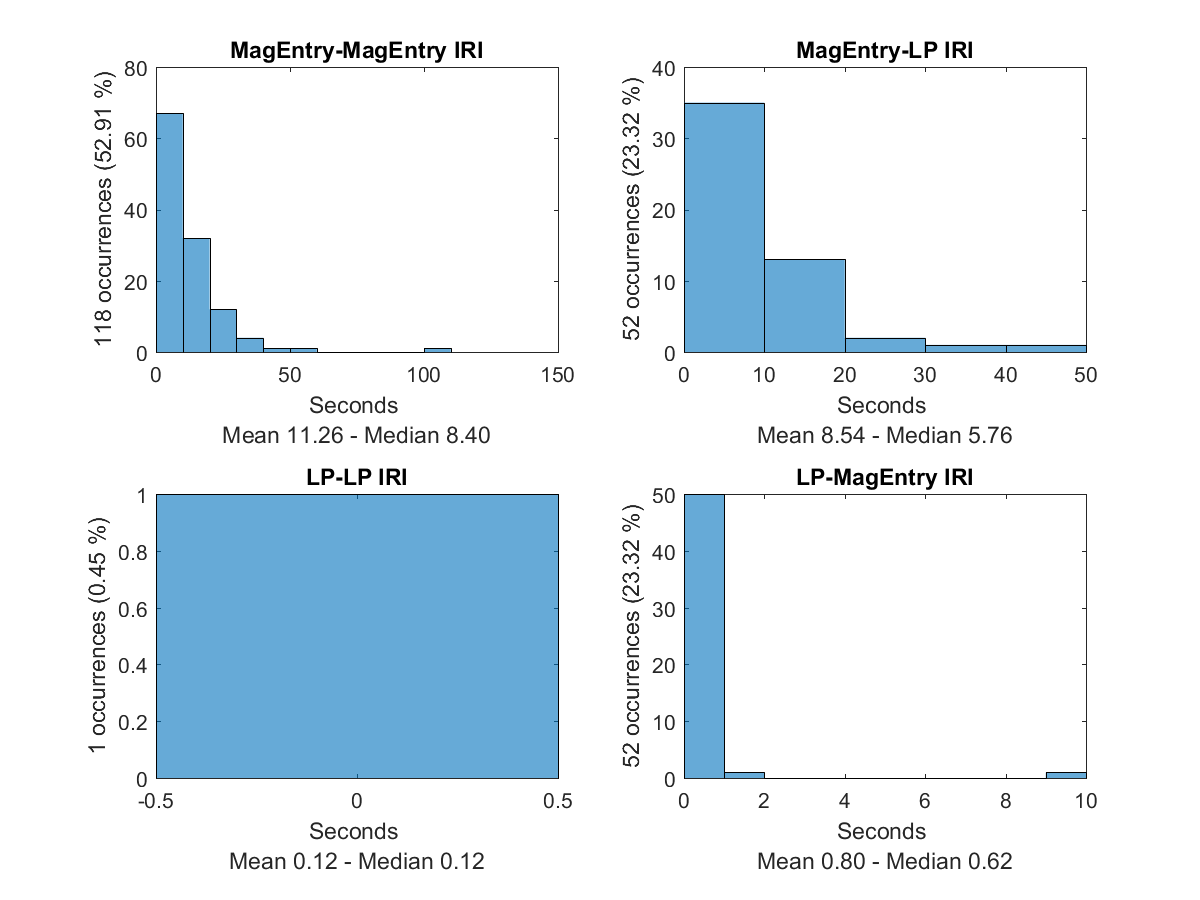 MagEntry-MagEntry IRI
118 occurrences (52.91 %)
80
60
40
20
0
0 50 100 150
Seconds
Mean 11.26 - Median 8.40
MagEntry-LP IRI
52 occurrences (23.32 %)
40
30
20
10
0
0 10 20 30 40 50
Seconds
Mean 8.54 - Median 5.76
LP-LP IRI
1 occurrences (0.45 %)
1
0.8
0.6
0.4
0.2
0
-0.5 0 0.5
Seconds
Mean 0.12 - Median 0.12
LP-MagEntry IRI
52 occurrences (23.32 %)
50
40
30
20
10
0
0 2 4 6 8 10
Seconds
Mean 0.80 - Median 0.62